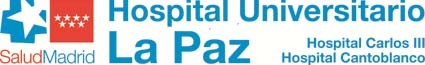 SaludMadrid
Hospital Universitario
La Paz
Hospital Carlos III
Hospital Cantoblanco